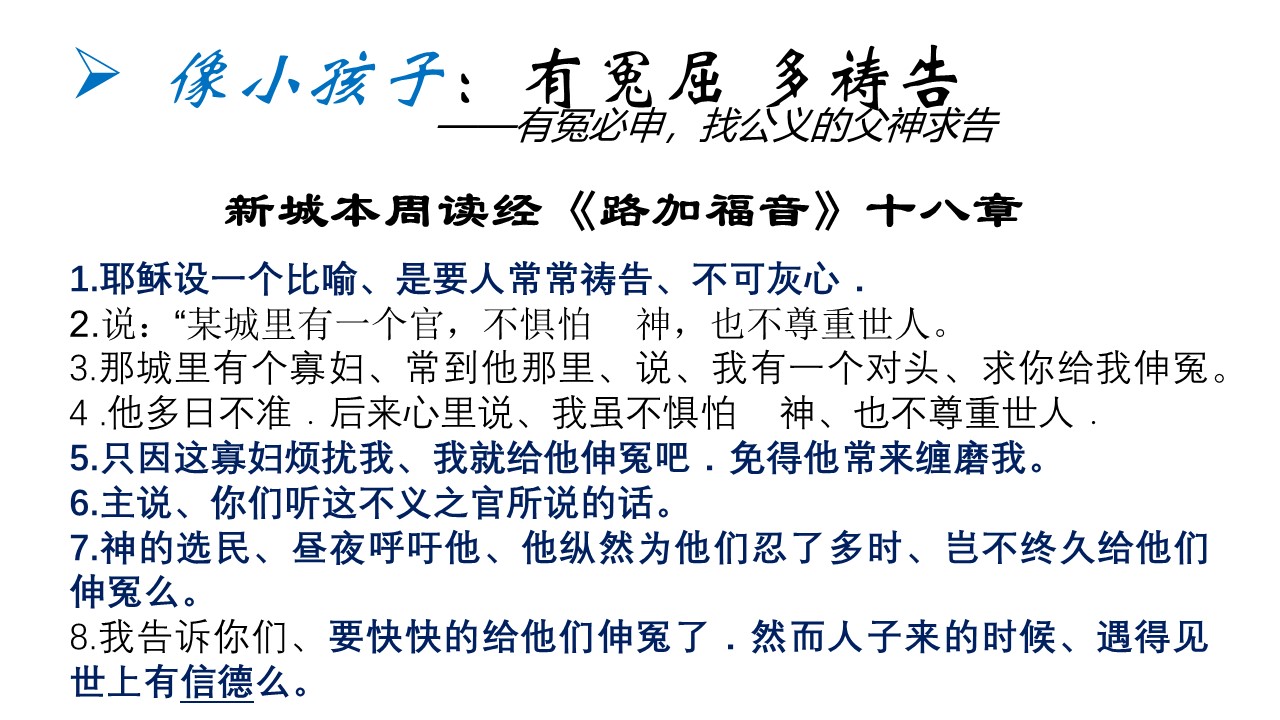 像小孩子：有冤屈 多祷告
——有冤必申，找公义的父神求告
新城本周读经《路加福音》十八章
1.耶稣设一个比喻、是要人常常祷告、不可灰心．
2.说：“某城里有一个官，不惧怕　神，也不尊重世人。
3.那城里有个寡妇、常到他那里、说、我有一个对头、求你给我伸冤。
4 .他多日不准．后来心里说、我虽不惧怕　神、也不尊重世人．
5.只因这寡妇烦扰我、我就给他伸冤吧．免得他常来缠磨我。
6.主说、你们听这不义之官所说的话。
7.神的选民、昼夜呼吁他、他纵然为他们忍了多时、岂不终久给他们
伸冤么。
8.我告诉你们、要快快的给他们伸冤了．然而人子来的时候、遇得见
世上有信德么。